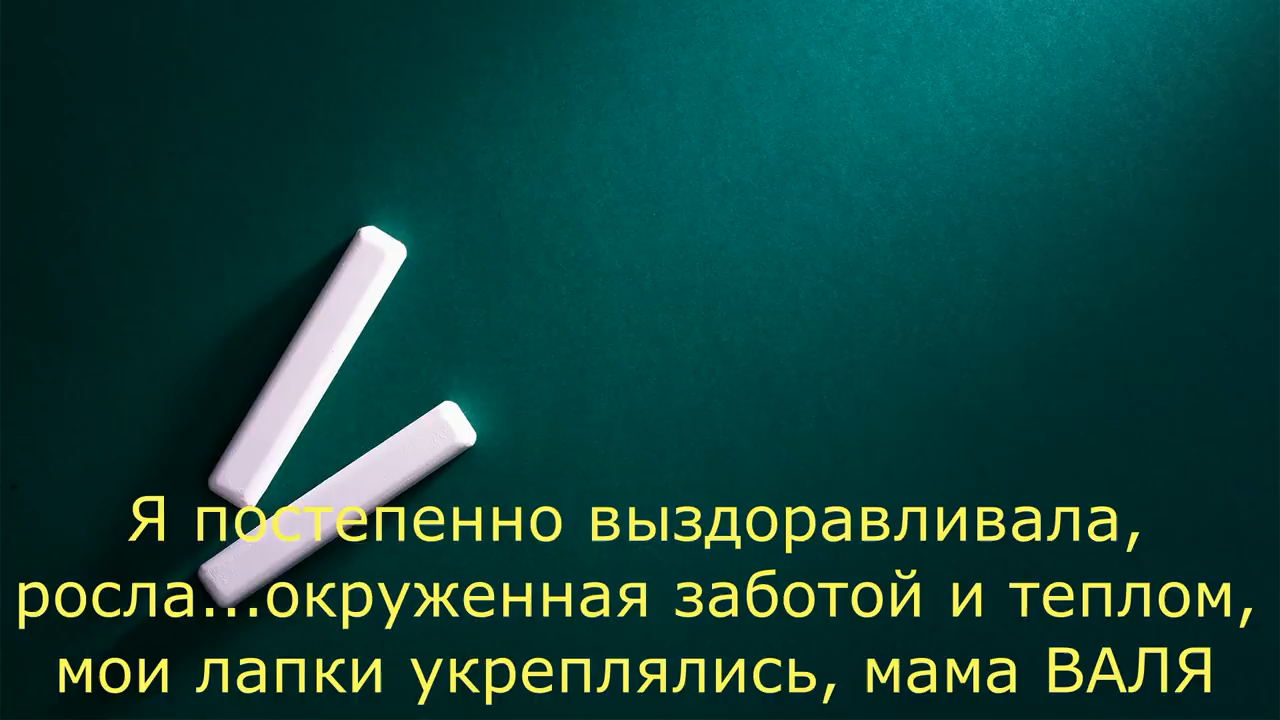 Я постепенно выздоравливала,
росла...окруженная заботой и теплом,
мои лапки укреплялись, мама ВАЛЯ